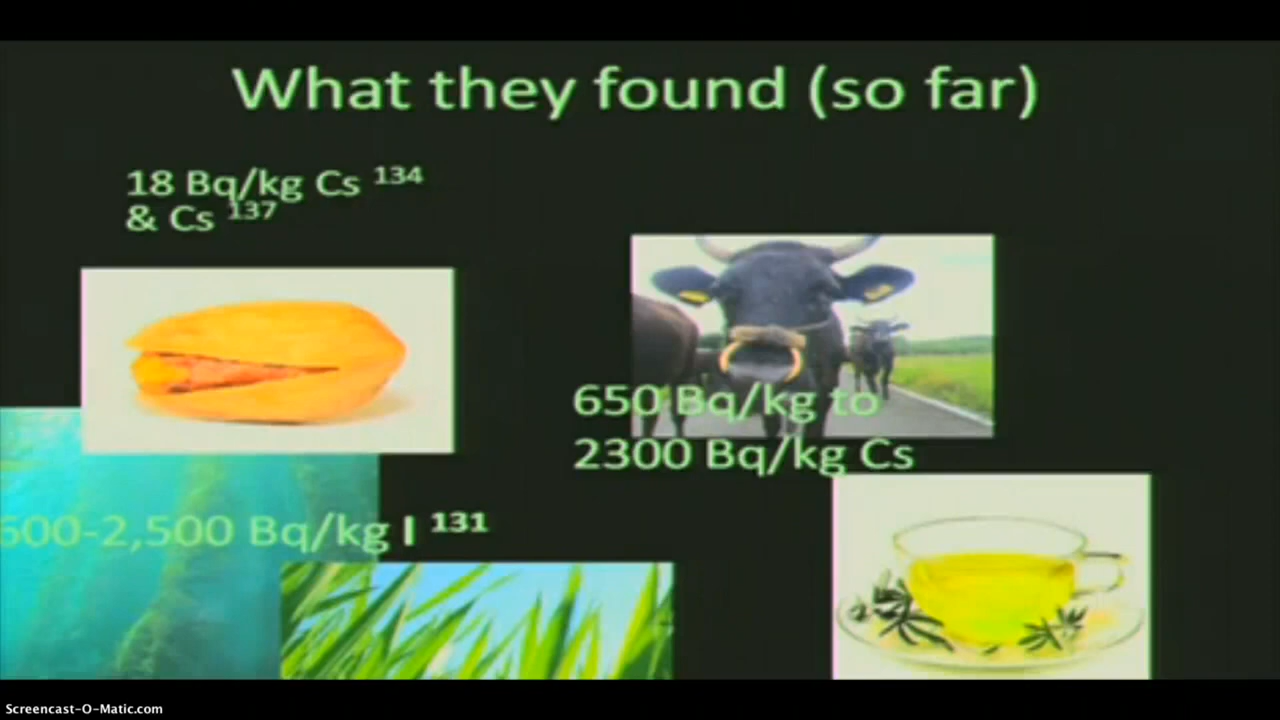 What they found (so far)
18 Bq/kg Cs ¹³⁴
& Cs ¹³⁷
650 Bq/kg to
2300 Bq/kg Cs
600-2,500 Bq/kg I ¹³¹
Screencast-O-Matic.com